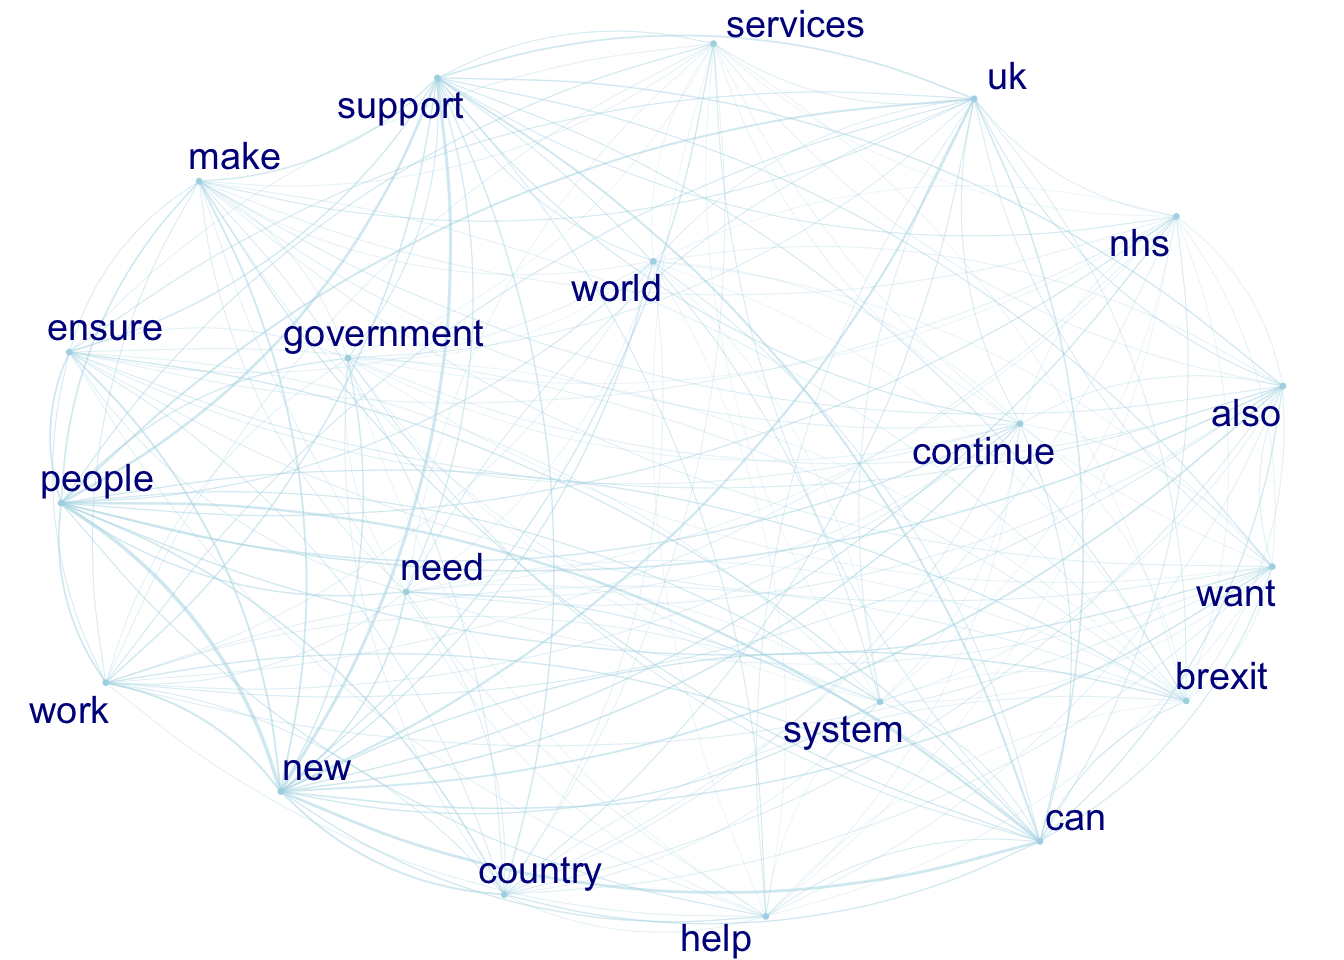 services
uk
support
make
nhs
world
ensure
government
also
continue
people
need
want
brexit
work
system
new
can
country
help